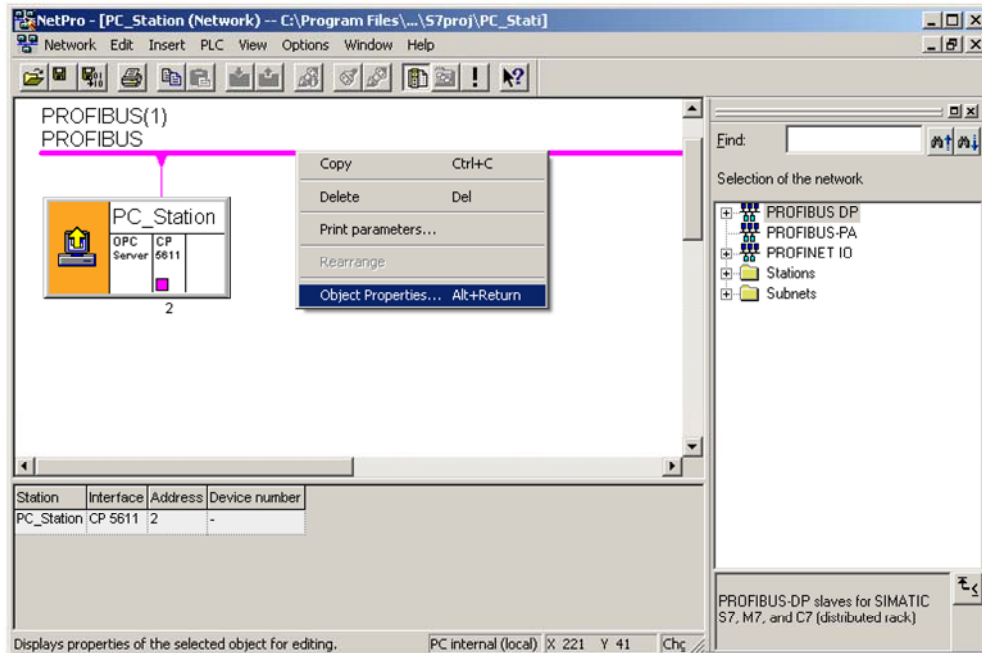 NetPro - [PC_Station (Network) -- C:\Program Files\...\S7proj\PC_Stati]
Network Edit Insert PLC View Options Window Help
PROFIBUS(1)
PROFIBUS
PC_Station
OPC Server
CP 5611
2
Copy Ctrl+C
Delete Del
Print parameters...
Rearrange
Object Properties... Alt+Return
Find:
Selection of the network
PROFIBUS DP
PROFIBUS-PA
PROFINET IO
Stations
Subnets
Station Interface Address Device number
PC_Station CP 5611 2 -
PROFIBUS-DP slaves for SIMATIC
S7, M7, and C7 (distributed rack)
Displays properties of the selected object for editing. PC internal (local) X 221 Y 41 Chg